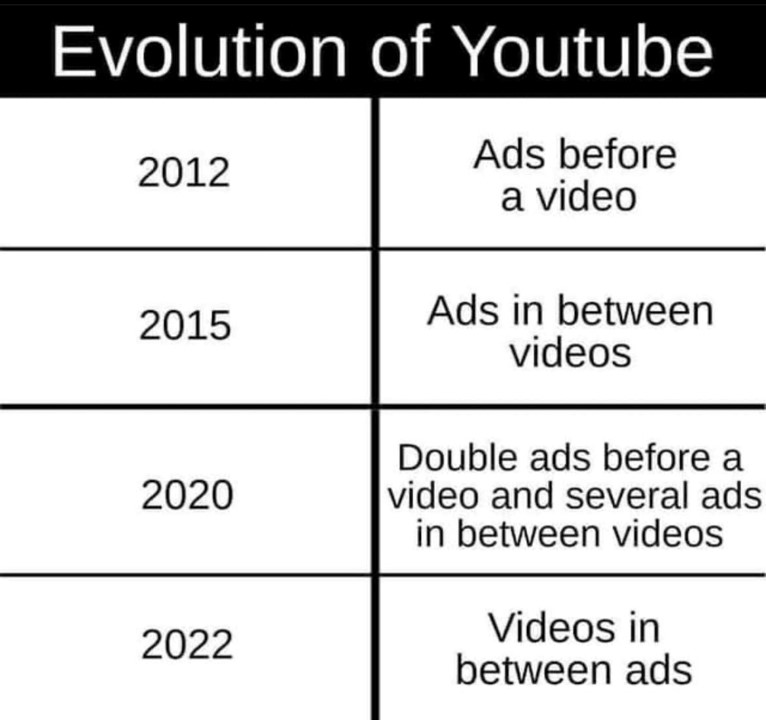 Evolution of Youtube
2012
Ads before
a video
2015
Ads in between
videos
2020
Double ads before a
video and several ads
in between videos
2022
Videos in
between ads